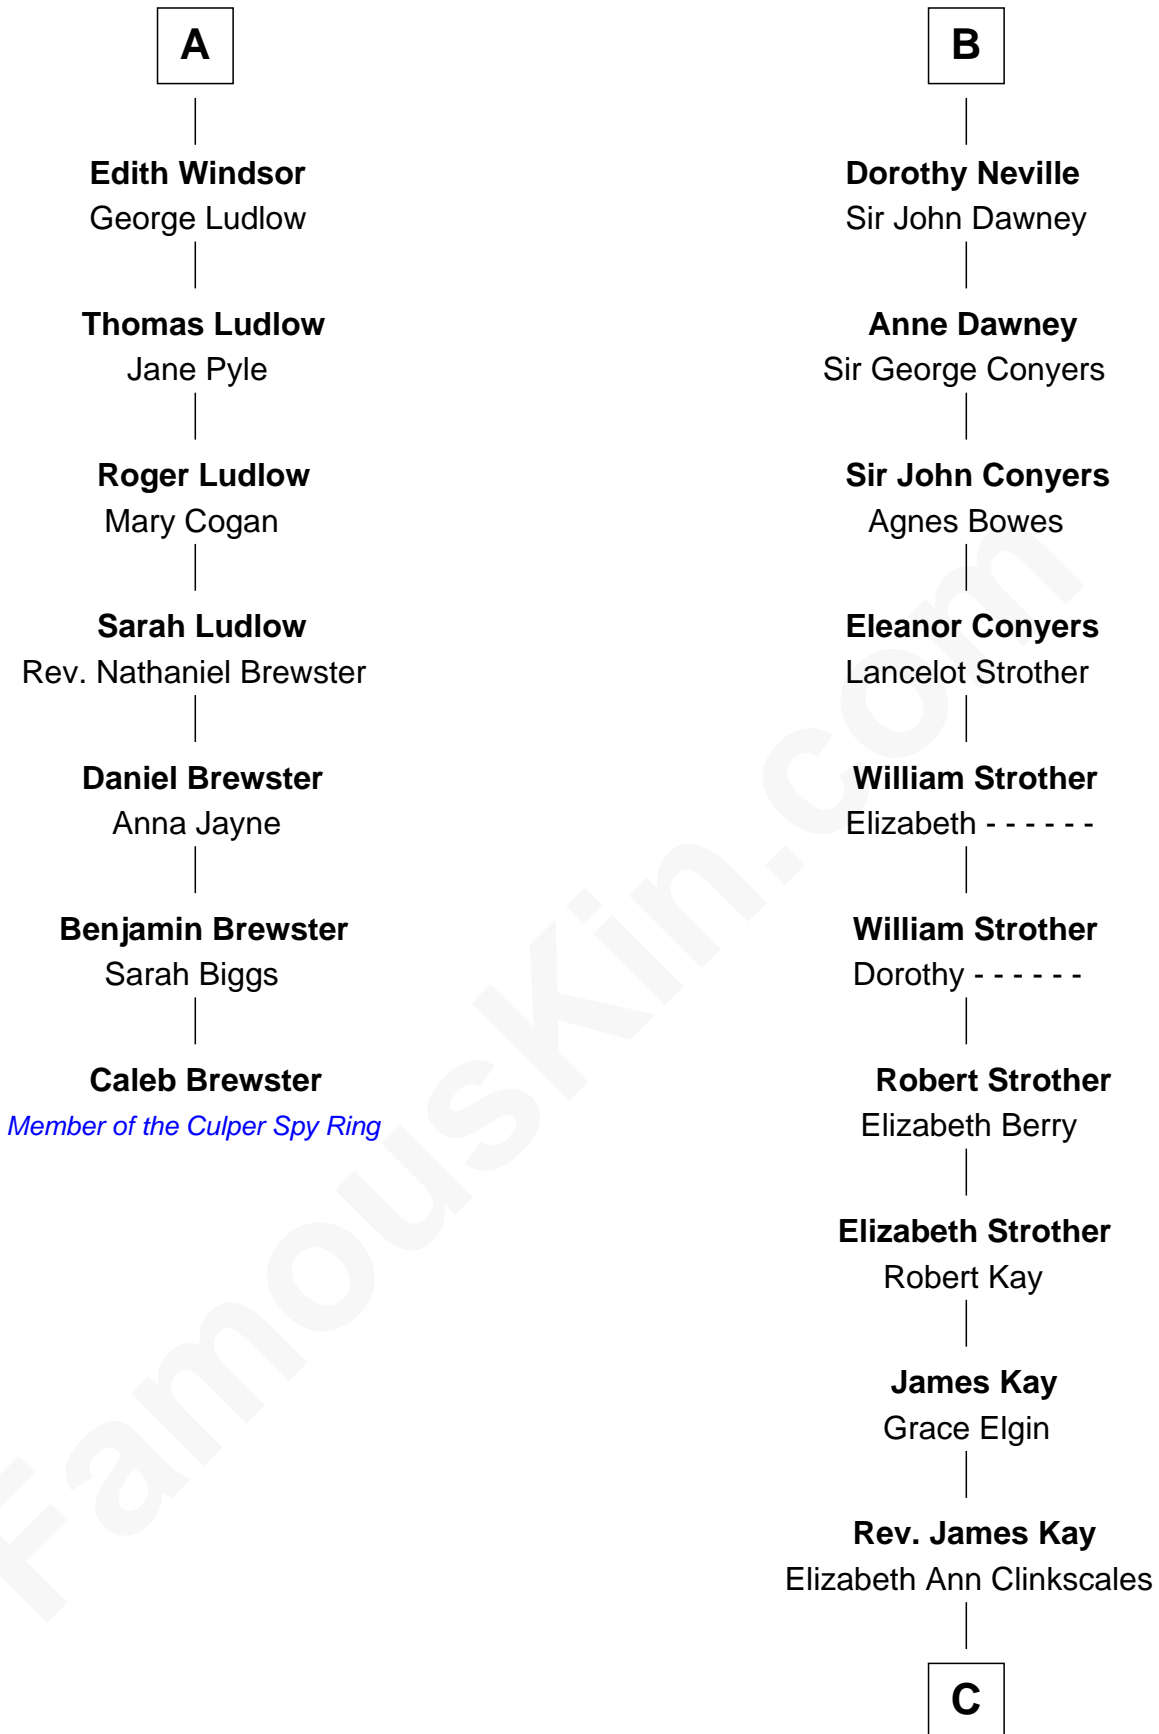 A
Edith Windsor
George Ludlow
Thomas Ludlow
Jane Pyle
Roger Ludlow
Mary Cogan
Sarah Ludlow
Rev. Nathaniel Brewster
Daniel Brewster
Anna Jayne
Benjamin Brewster
Sarah Biggs
Caleb Brewster
Member of the Culper Spy Ring
B
Dorothy Neville
Sir John Dawney
Anne Dawney
Sir George Conyers
Sir John Conyers
Agnes Bowes
Eleanor Conyers
Lancelot Strother
William Strother
Elizabeth - - - - - -
William Strother
Dorothy - - - - - -
Robert Strother
Elizabeth Berry
Elizabeth Strother
Robert Kay
James Kay
Grace Elgin
Rev. James Kay
Elizabeth Ann Clinkscales
C
FamousKin.com